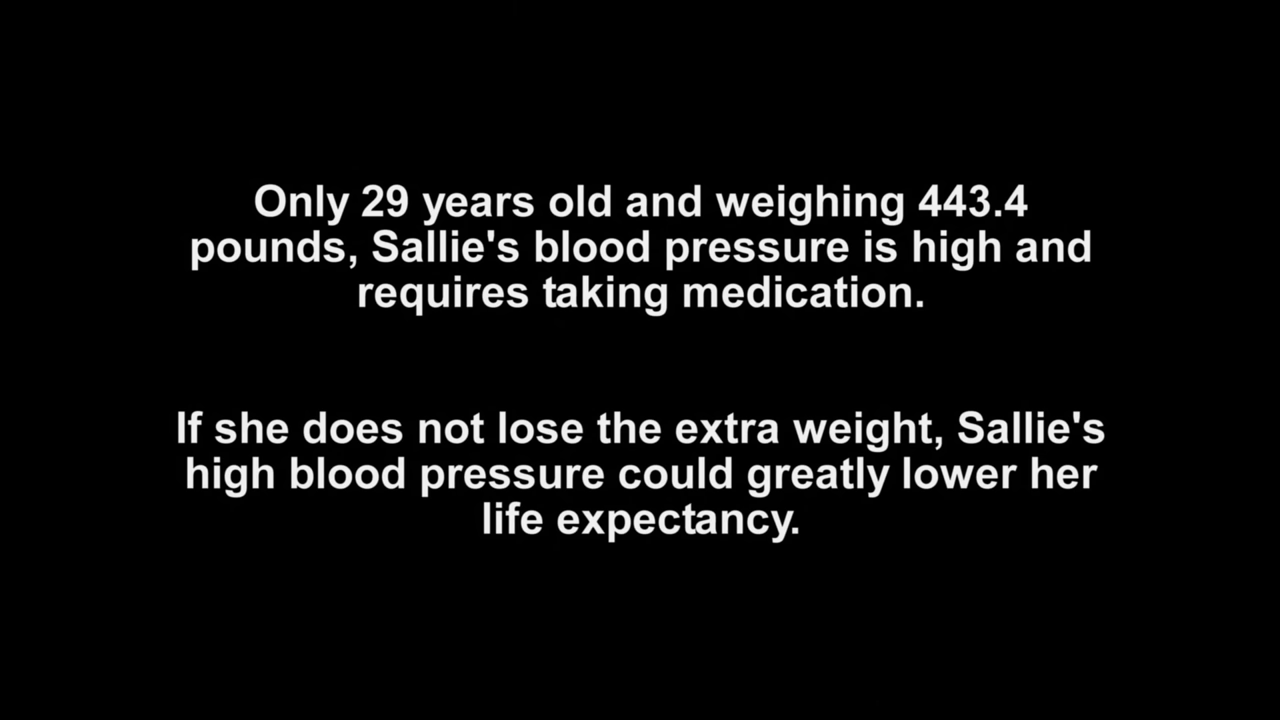 Only 29 years old and weighing 443.4
pounds, Sallie's blood pressure is high and
requires taking medication.
If she does not lose the extra weight, Sallie's
high blood pressure could greatly lower her
life expectancy.